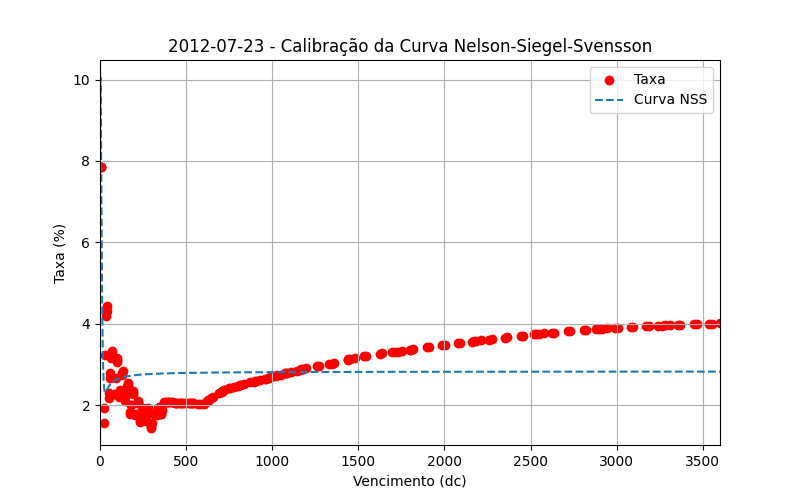 2012-07-23 - Calibração da Curva Nelson-Siegel-Svensson
Taxa
Curva NSS
Taxa (%)
10
8
6
4
2
0 500 1000 1500 2000 2500 3000 3500
Vencimento (dc)